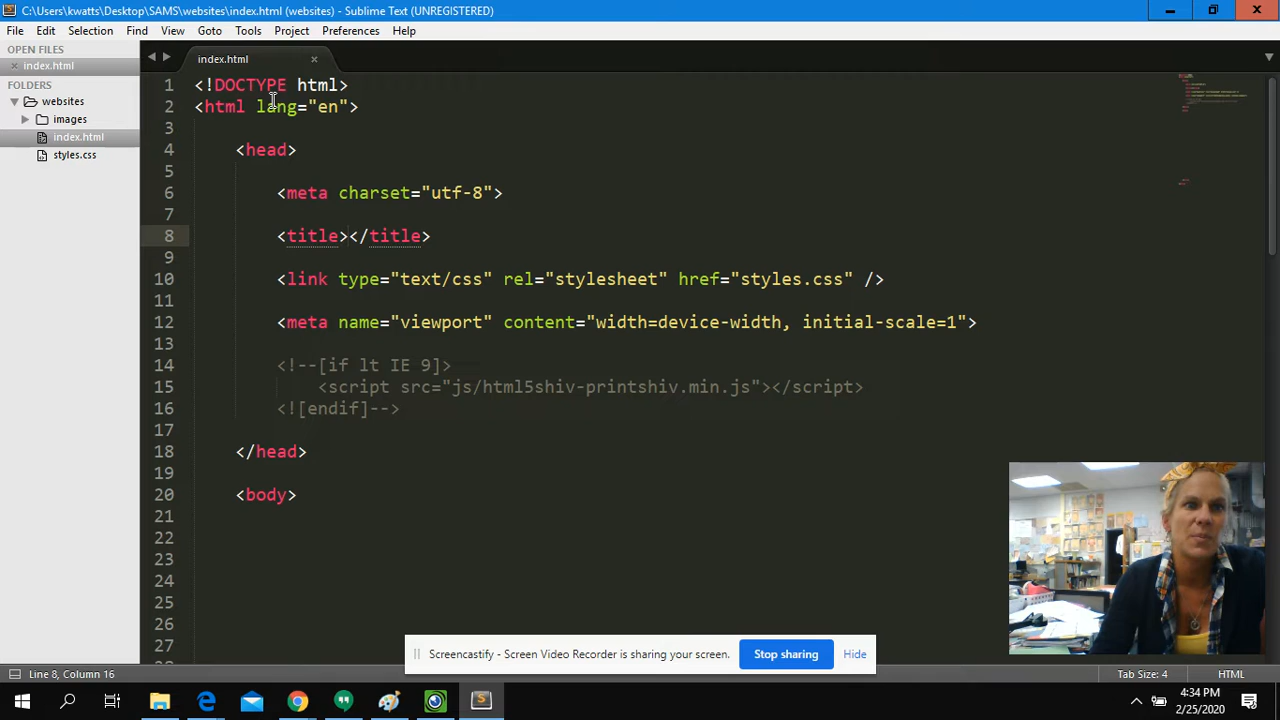 C:\Users\kwatts\Desktop\SAMS\websites\index.html (websites) - Sublime Text (UNREGISTERED)
File Edit Selection Find View Goto Tools Project Preferences Help
OPEN FILES
index.html
FOLDERS
websites
images
index.html
styles.css
index.html
1 <!DOCTYPE html>
2 <html lang="en">
3
4 <head>
5
6 <meta charset="utf-8">
7
8 <title></title>
9
10 <link type="text/css" rel="stylesheet" href="styles.css" />
11
12 <meta name="viewport" content="width=device-width, initial-scale=1">
13
14 <!--[if lt IE 9]>
15 <script src="js/html5shiv-printshiv.min.js"></script>
16 <![endif]-->
17
18 </head>
19
20 <body>
21
22
23
24
25
26
27
Screencastify - Screen Video Recorder is sharing your screen. Stop sharing Hide
Line 8, Column 16 Tab Size: 4 HTML
4:34 PM
2/25/2020